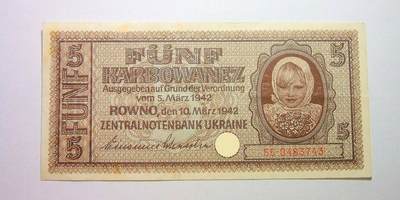 5 FÜNF 5
KARBOWANEZ
Ausgegeben auf Grund der Verordnung
vom 5. März 1942
ROWNO, den 10. März 1942
ZENTRALNOTENBANK UKRAINE
FÜNF
5 5
55·0483743